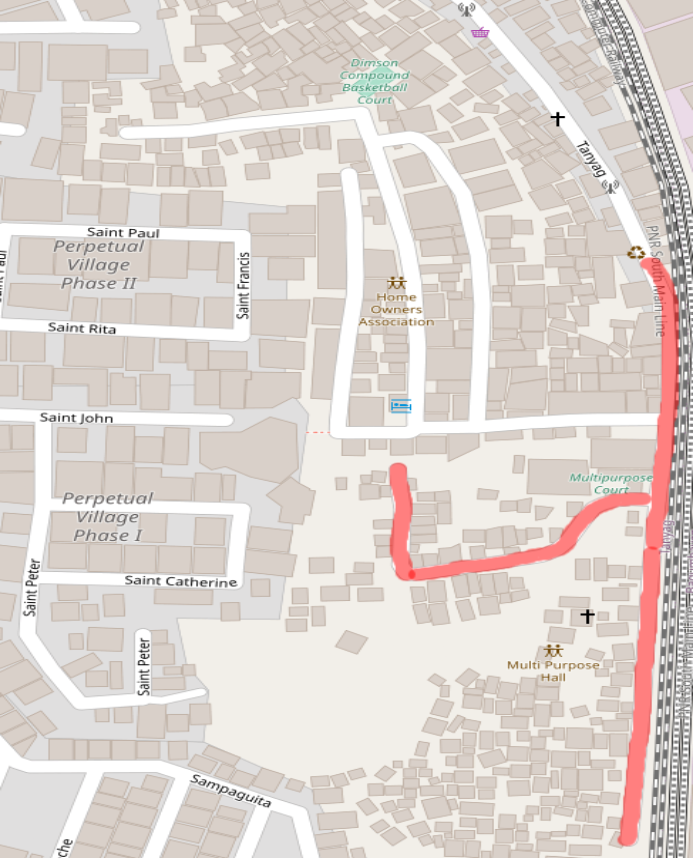 Dimson
Compound
Basketball
Court
Tanyag
PNR South Main Line
Saint Paul
Perpetual
Village
Phase II
Saint Francis
Home
Owners
Association
Saint Rita
Saint John
Multipurpose
Court
Perpetual
Village
Phase I
Tanyag
Saint Peter
Saint Catherine
Saint Peter
Multi Purpose
Hall
Sampaguita